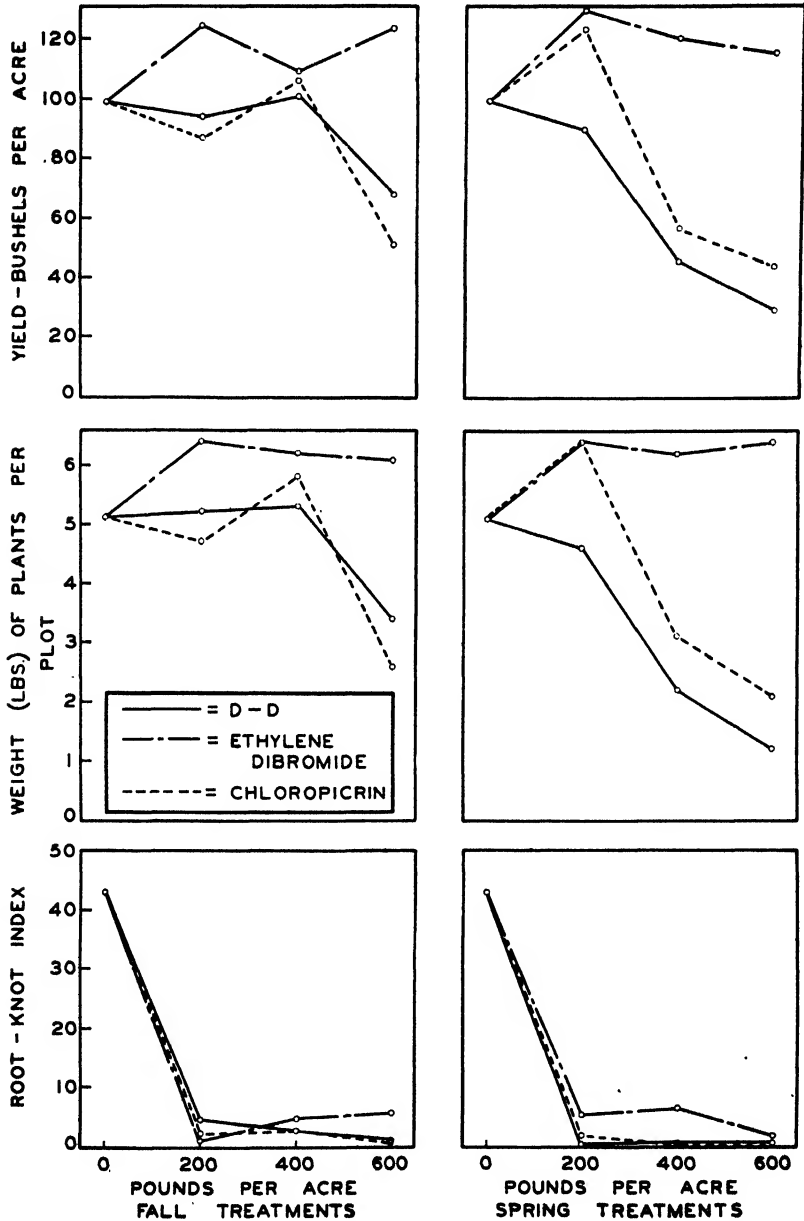 YIELD-BUSHELS PER ACRE
120
100
.80
60
40
20
0
WEIGHT (LBS.) OF PLANTS PER
PLOT
6
5
4
3
2
1
0
= D-D
= ETHYLENE
DIBROMIDE
= CHLOROPICRIN
ROOT-KNOT INDEX
50
40
30
20
10
0
0 200 400 600
POUNDS PER ACRE
FALL TREATMENTS
0 200 400 600
POUNDS PER ACRE
SPRING TREATMENTS